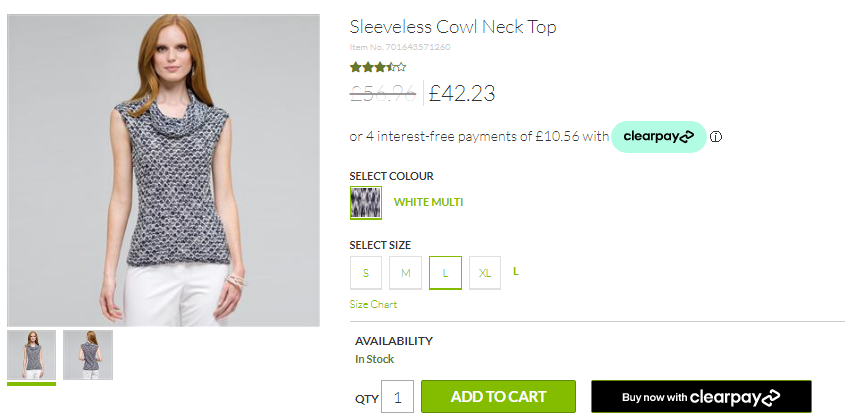 Sleeveless Cowl Neck Top
Item No. 701643571260
£56.96 £42.23
or 4 interest-free payments of £10.56 with clearpay
SELECT COLOUR
WHITE MULTI
SELECT SIZE
S M L XL L
Size Chart
AVAILABILITY
In Stock
QTY 1 ADD TO CART Buy now with clearpay